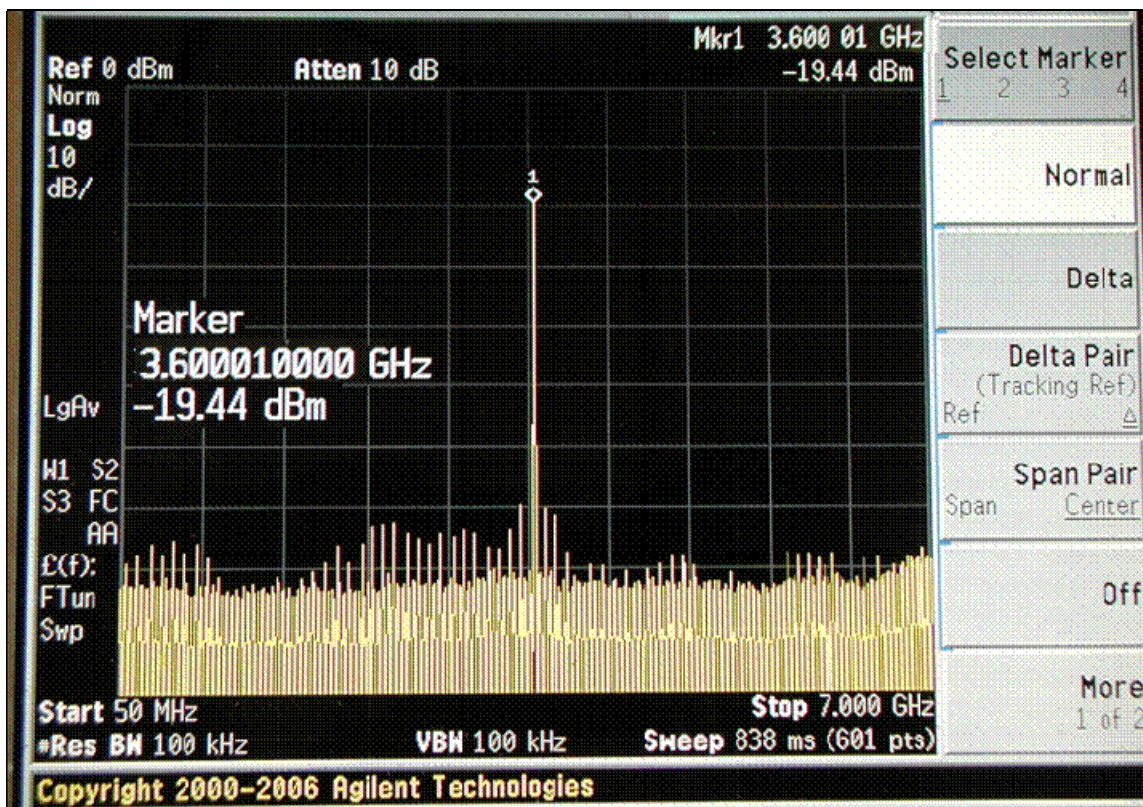 Mkr1 3.600 01 GHz
Ref 0 dBm Atten 10 dB -19.44 dBm
Norm
Log
10
dB/
1
Marker
3.600010000 GHz
-19.44 dBm
LgAv
W1 S2
S3 FC
AA
£(f):
FTun
Swp
Start 50 MHz Stop 7.000 GHz
#Res BW 100 kHz VBW 100 kHz Sweep 838 ms (601 pts)
Copyright 2000-2006 Agilent Technologies
Select Marker
1 2 3 4
Normal
Delta
Delta Pair
(Tracking Ref)
Ref Δ
Span Pair
Span Center
Off
More
1 of 2